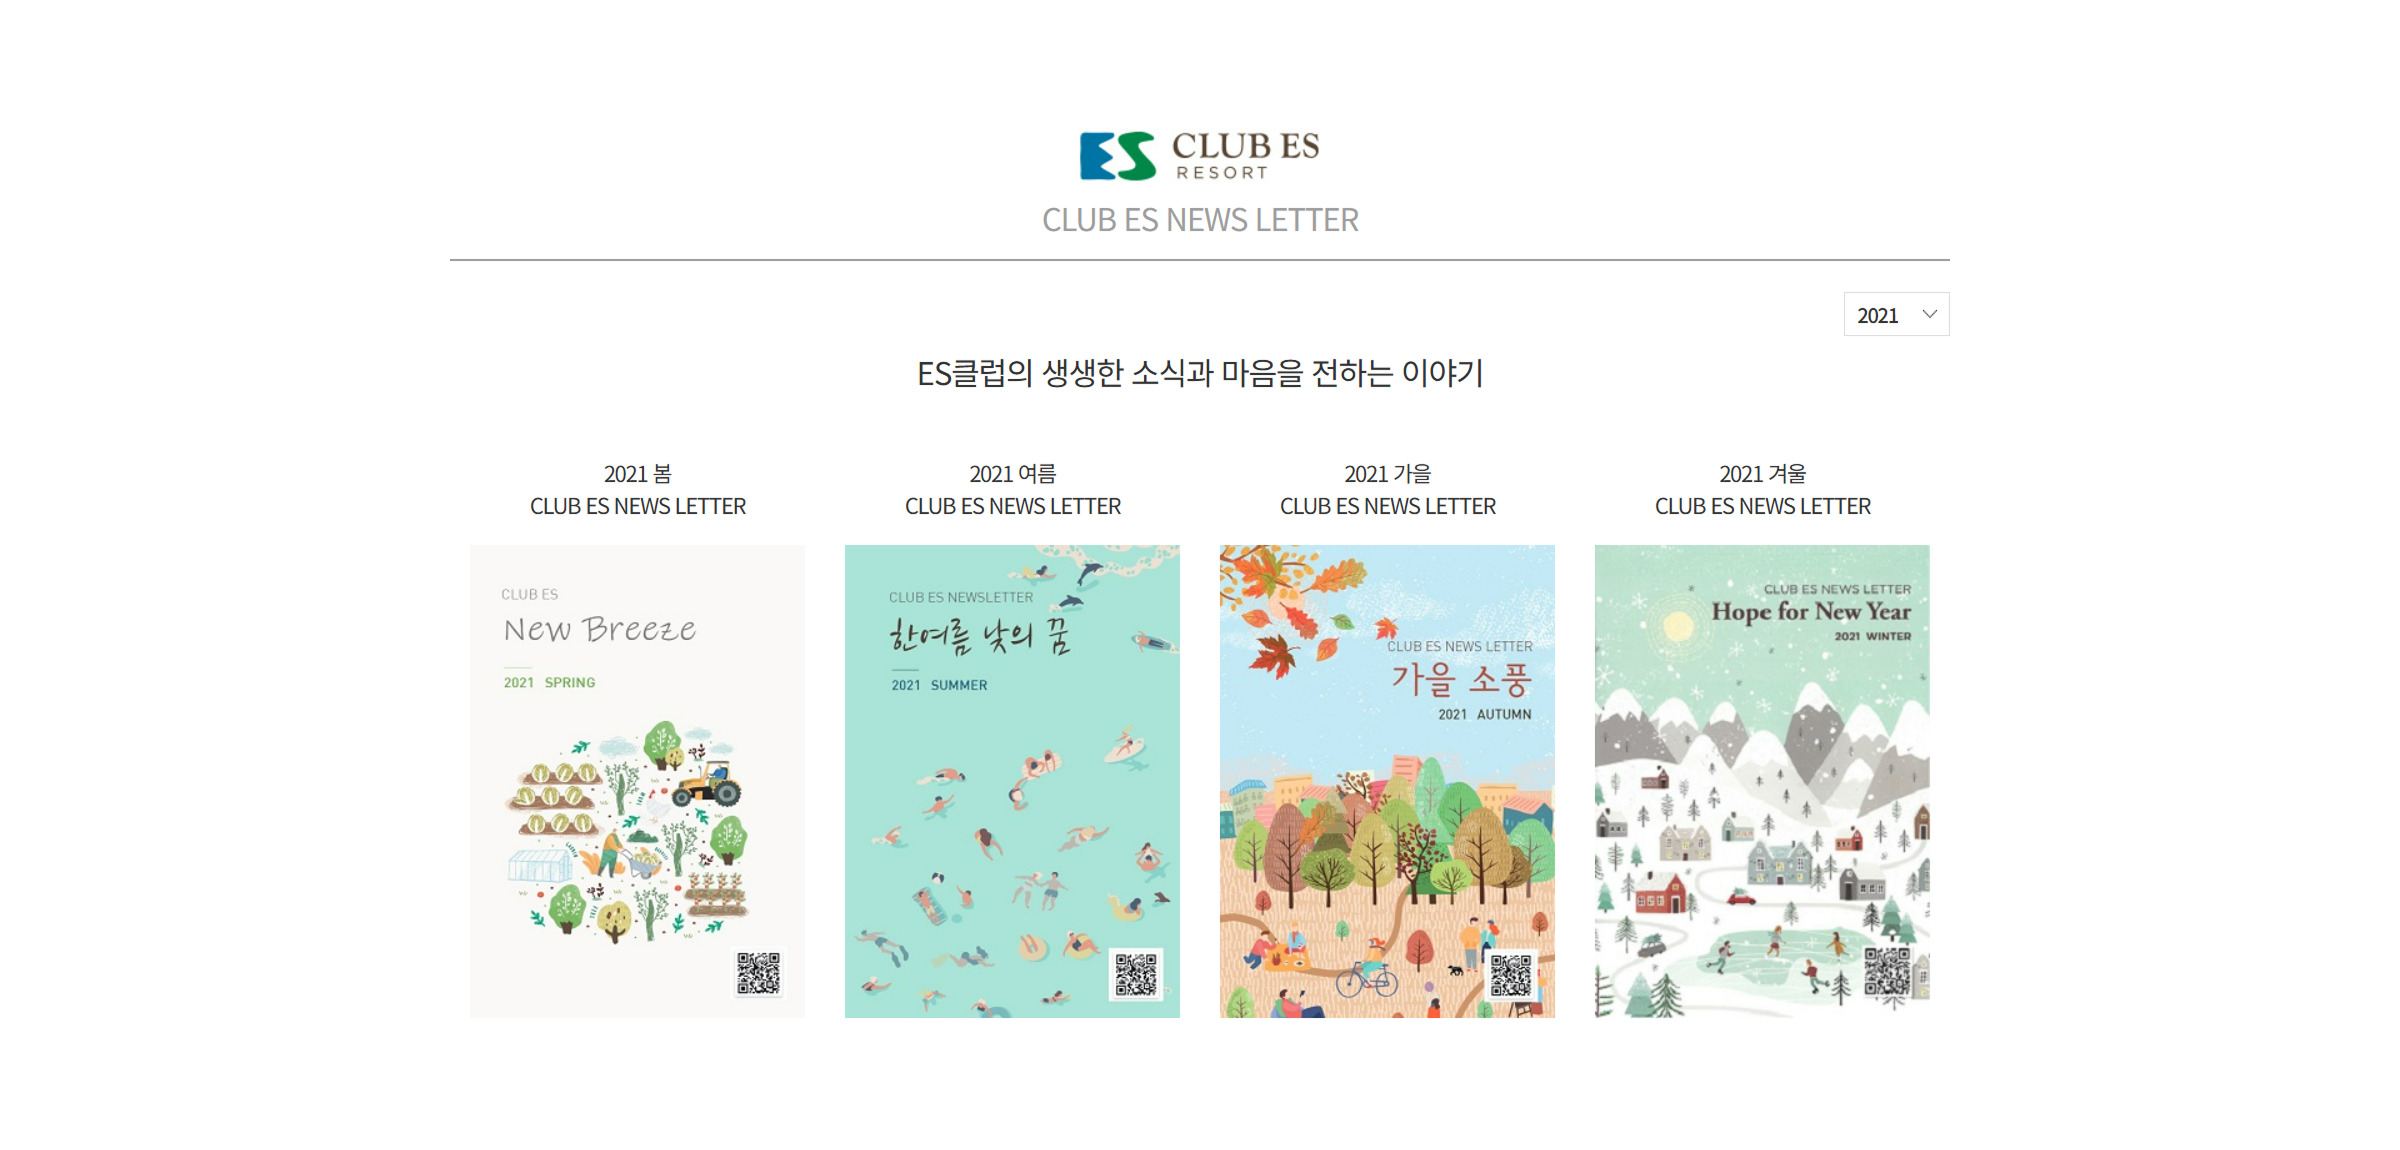 ES CLUB ES
RESORT
CLUB ES NEWS LETTER
2021
ES클럽의 생생한 소식과 마음을 전하는 이야기
2021 봄
CLUB ES NEWS LETTER
2021 여름
CLUB ES NEWS LETTER
2021 가을
CLUB ES NEWS LETTER
2021 겨울
CLUB ES NEWS LETTER
CLUB ES
New Breeze
2021 SPRING
CLUB ES NEWSLETTER
한여름 낮의 꿈
2021 SUMMER
CLUB ES NEWS LETTER
가을 소풍
2021 AUTUMN
CLUB ES NEWS LETTER
Hope for New Year
2021 WINTER